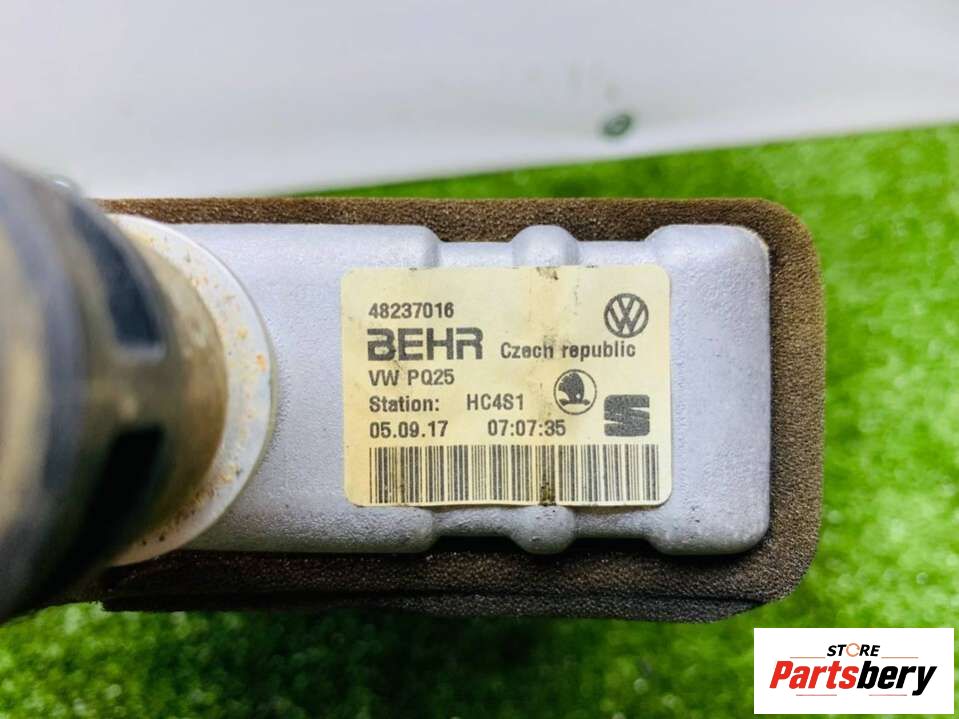 48237016
BEHR Czech republic
VW PQ25
Station: HC4S1
05.09.17 07:07:35
STORE
Partsbery